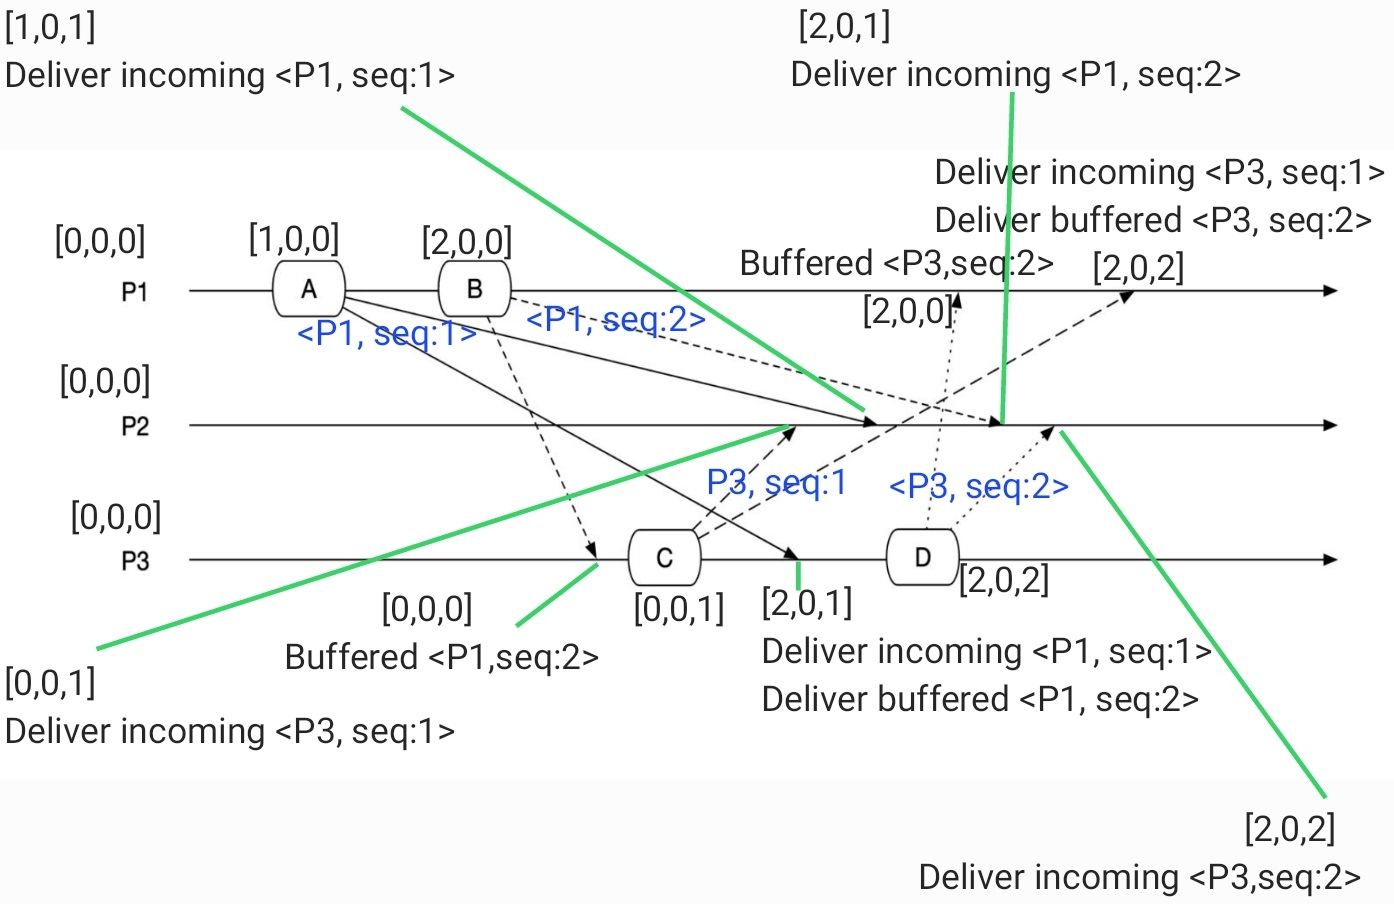 [1,0,1]
Deliver incoming <P1, seq:1>
[2,0,1]
Deliver incoming <P1, seq:2>
Deliver incoming <P3, seq:1>
Deliver buffered <P3, seq:2>
[0,0,0]
[1,0,0]
[2,0,0]
Buffered <P3,seq:2>
[2,0,2]
P1
A
B
[2,0,0]
<P1, seq:1>
<P1, seq:2>
[0,0,0]
P2
P3, seq:1
<P3, seq:2>
[0,0,0]
P3
C
D
[2,0,2]
[0,0,0]
Buffered <P1,seq:2>
[0,0,1]
[2,0,1]
Deliver incoming <P1, seq:1>
Deliver buffered <P1, seq:2>
[0,0,1]
Deliver incoming <P3, seq:1>
[2,0,2]
Deliver incoming <P3,seq:2>